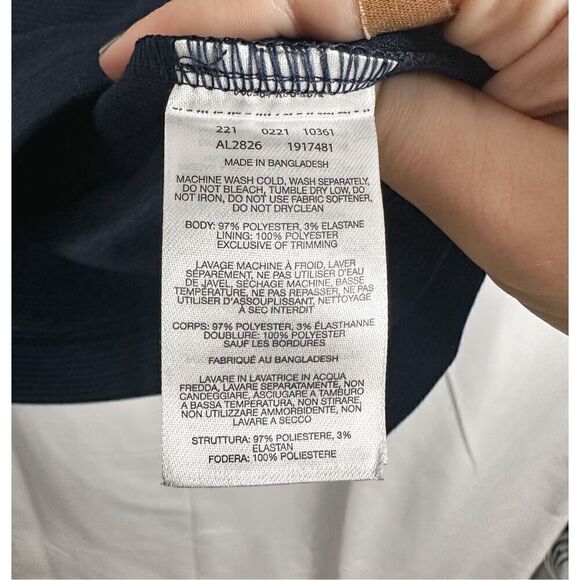 221 0221 10361
AL2826 1917481
MADE IN BANGLADESH
MACHINE WASH COLD, WASH SEPARATELY,
DO NOT BLEACH, TUMBLE DRY LOW, DO
NOT IRON, DO NOT USE FABRIC SOFTENER,
DO NOT DRYCLEAN
BODY: 97% POLYESTER, 3% ELASTANE
LINING: 100% POLYESTER
EXCLUSIVE OF TRIMMING
LAVAGE MACHINE À FROID, LAVER
SÉPARÉMENT, NE PAS UTILISER D'EAU
DE JAVEL, SÉCHAGE MACHINE, BASSE
TEMPÉRATURE, NE PAS REPASSER, NE PAS
UTILISER D'ASSOUPLISSANT, NETTOYAGE
À SEC INTERDIT
CORPS: 97% POLYESTER, 3% ÉLASTHANNE
DOUBLURE: 100% POLYESTER
SAUF LES BORDURES
FABRIQUÉ AU BANGLADESH
LAVARE IN LAVATRICE IN ACQUA
FREDDA, LAVARE SEPARATAMENTE, NON
CANDEGGIARE, ASCIUGARE A TAMBURO
A BASSA TEMPERATURA, NON STIRARE,
NON UTILIZZARE AMMORBIDENTE, NON
LAVARE A SECCO
STRUTTURA: 97% POLIESTERE, 3%
ELASTAN
FODERA: 100% POLIESTERE